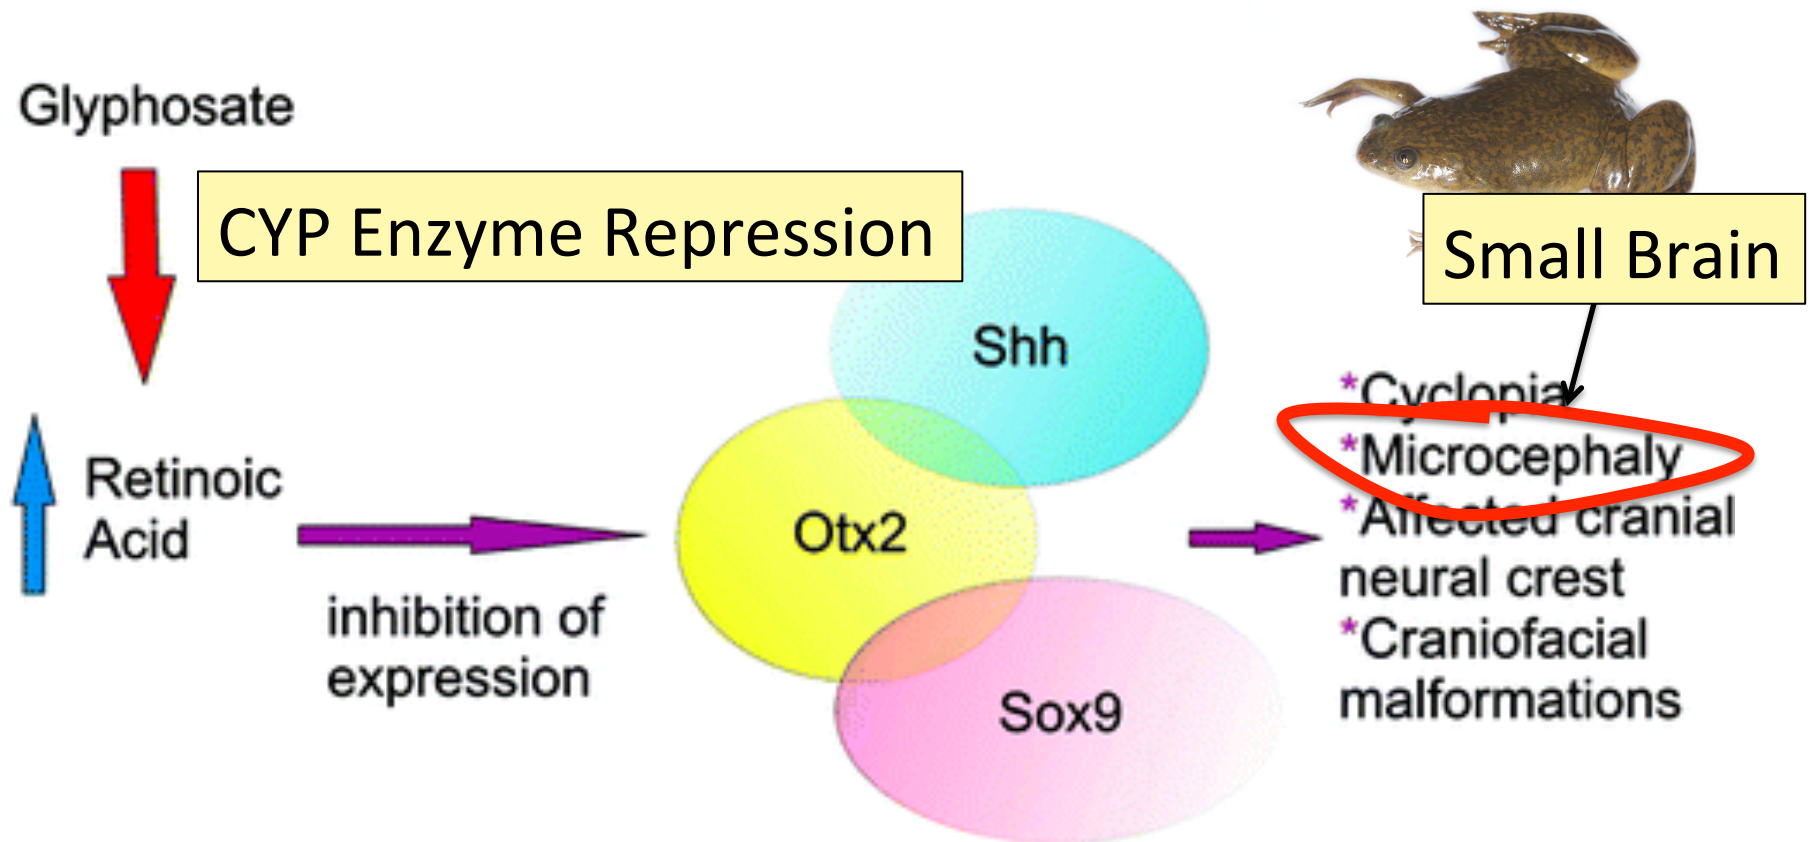 Glyphosate
CYP Enzyme Repression
Small Brain
Shh
Retinoic
Acid
Otx2
inhibition of
expression
Sox9
*Cyclopia
*Microcephaly
*Affected cranial
neural crest
*Craniofacial
malformations